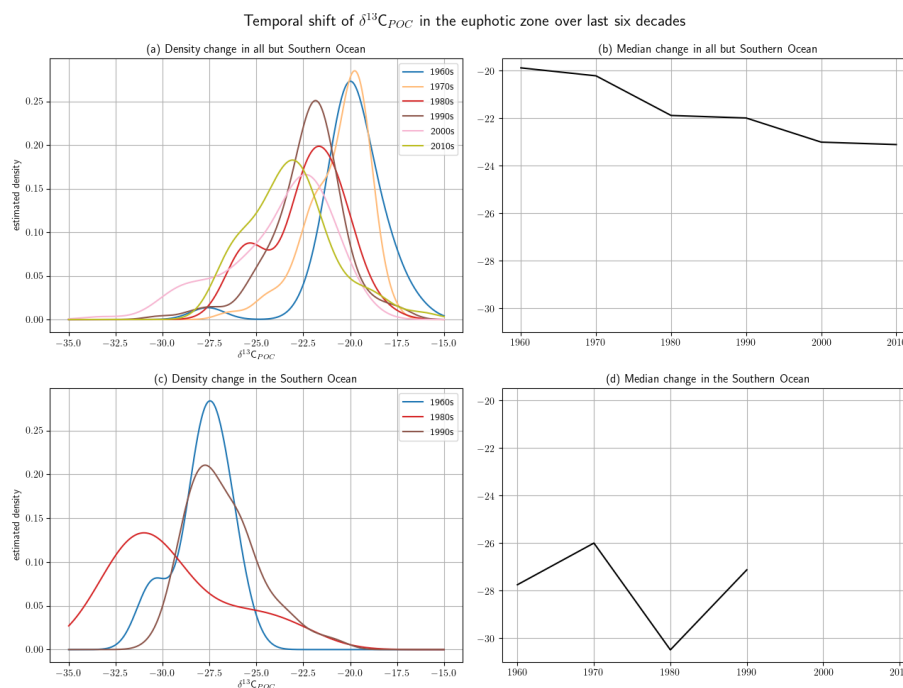 Temporal shift of δ¹³C_POC in the euphotic zone over last six decades
(a) Density change in all but Southern Ocean
estimated density
0.25
0.20
0.15
0.10
0.05
0.00
1960s
1970s
1980s
1990s
2000s
2010s
−35.0 −32.5 −30.0 −27.5 −25.0 −22.5 −20.0 −17.5 −15.0
δ¹³C_POC
(b) Median change in all but Southern Ocean
−20
−22
−24
−26
−28
−30
1960 1970 1980 1990 2000 2010
(c) Density change in the Southern Ocean
estimated density
0.25
0.20
0.15
0.10
0.05
0.00
1960s
1980s
1990s
−35.0 −32.5 −30.0 −27.5 −25.0 −22.5 −20.0 −17.5 −15.0
δ¹³C_POC
(d) Median change in the Southern Ocean
−20
−22
−24
−26
−28
−30
1960 1970 1980 1990 2000